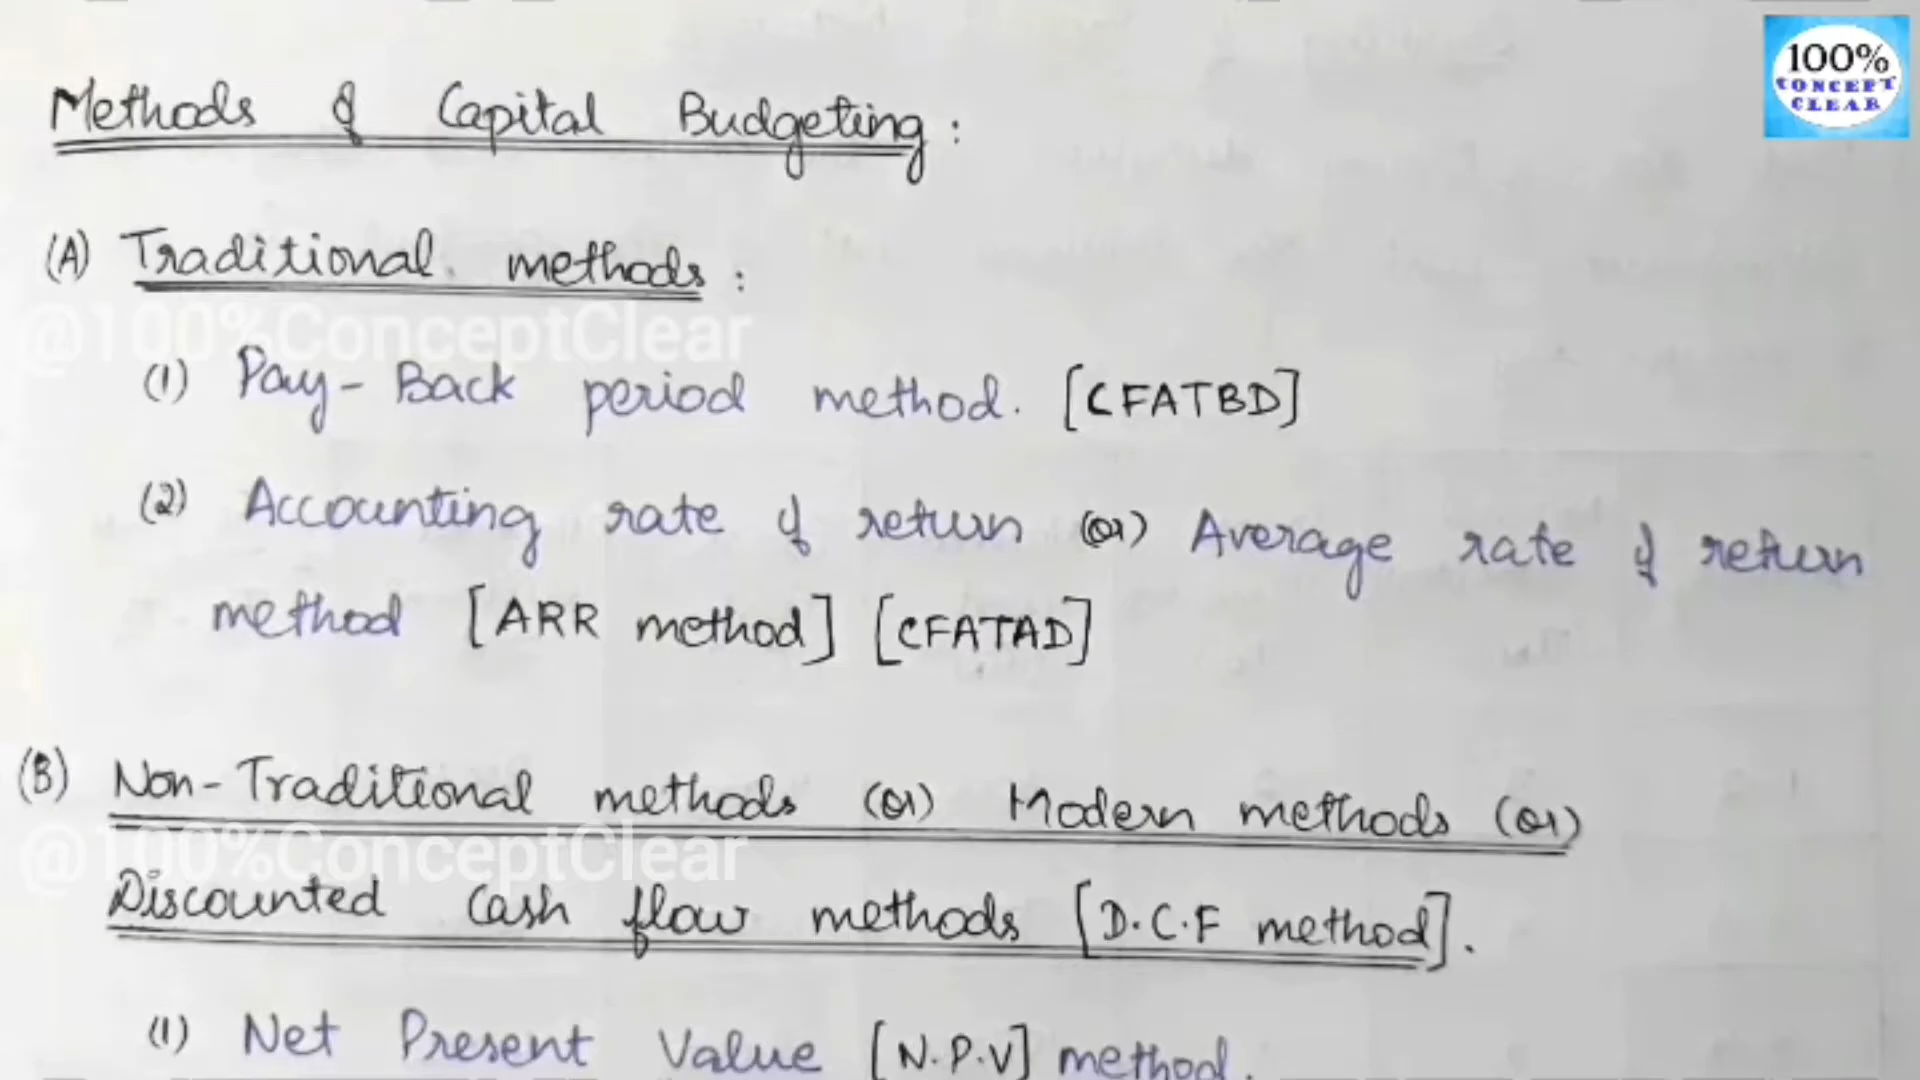 100%
CONCEPT
CLEAR
Methods of Capital Budgeting :
(A) Traditional methods :
@100%ConceptClear
(1) Pay-Back period method. [CFATBD]
(2) Accounting rate of return (or) Average rate of return
method [ARR method] [CFATAD]
(B) Non-Traditional methods (or) Modern methods (or)
@100%ConceptClear
Discounted Cash flow methods [D.C.F method].
(1) Net Present Value [N.P.V] method.